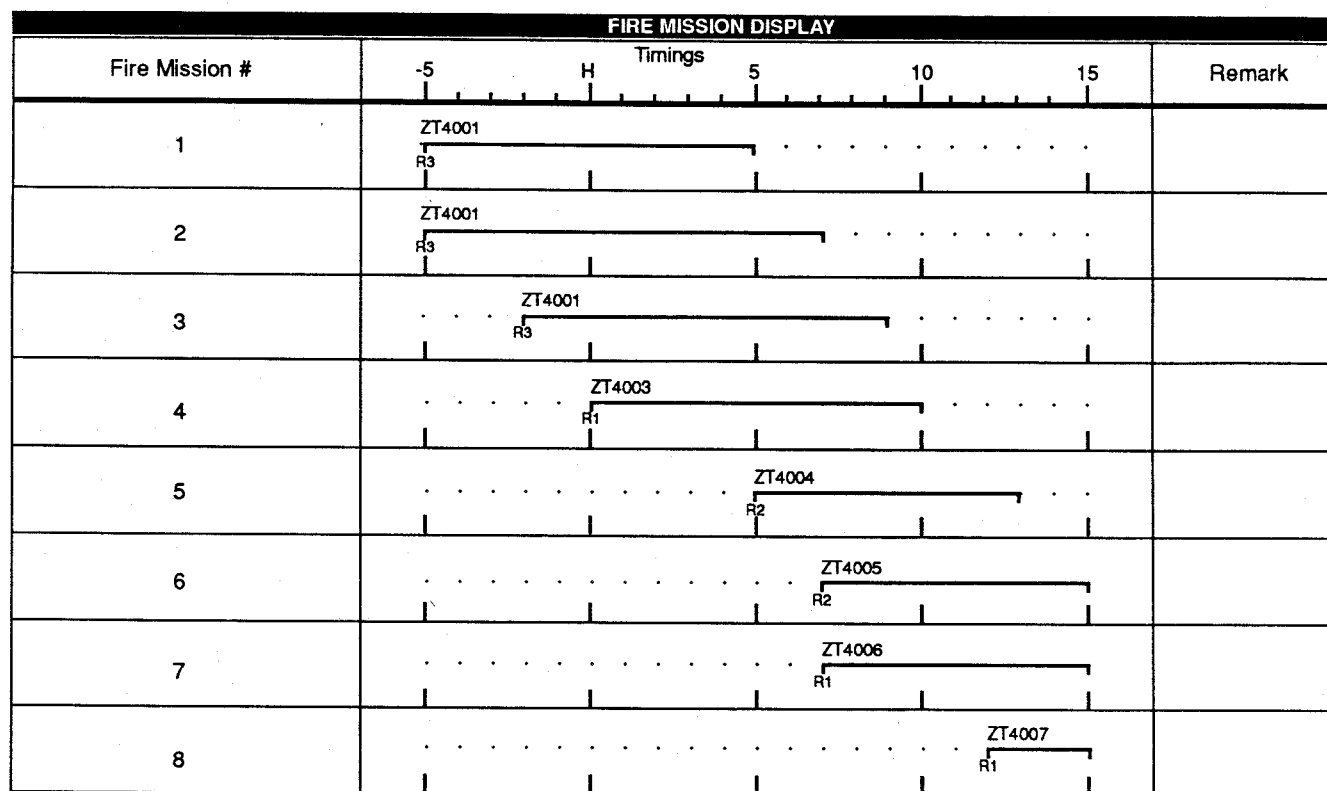 FIRE MISSION DISPLAY
Fire Mission #
Timings
-5 H 5 10 15
Remark
1
ZT4001
R3
2
ZT4001
R3
3
ZT4001
R3
4
ZT4003
R1
5
ZT4004
R2
6
ZT4005
R2
7
ZT4006
R1
8
ZT4007
R1